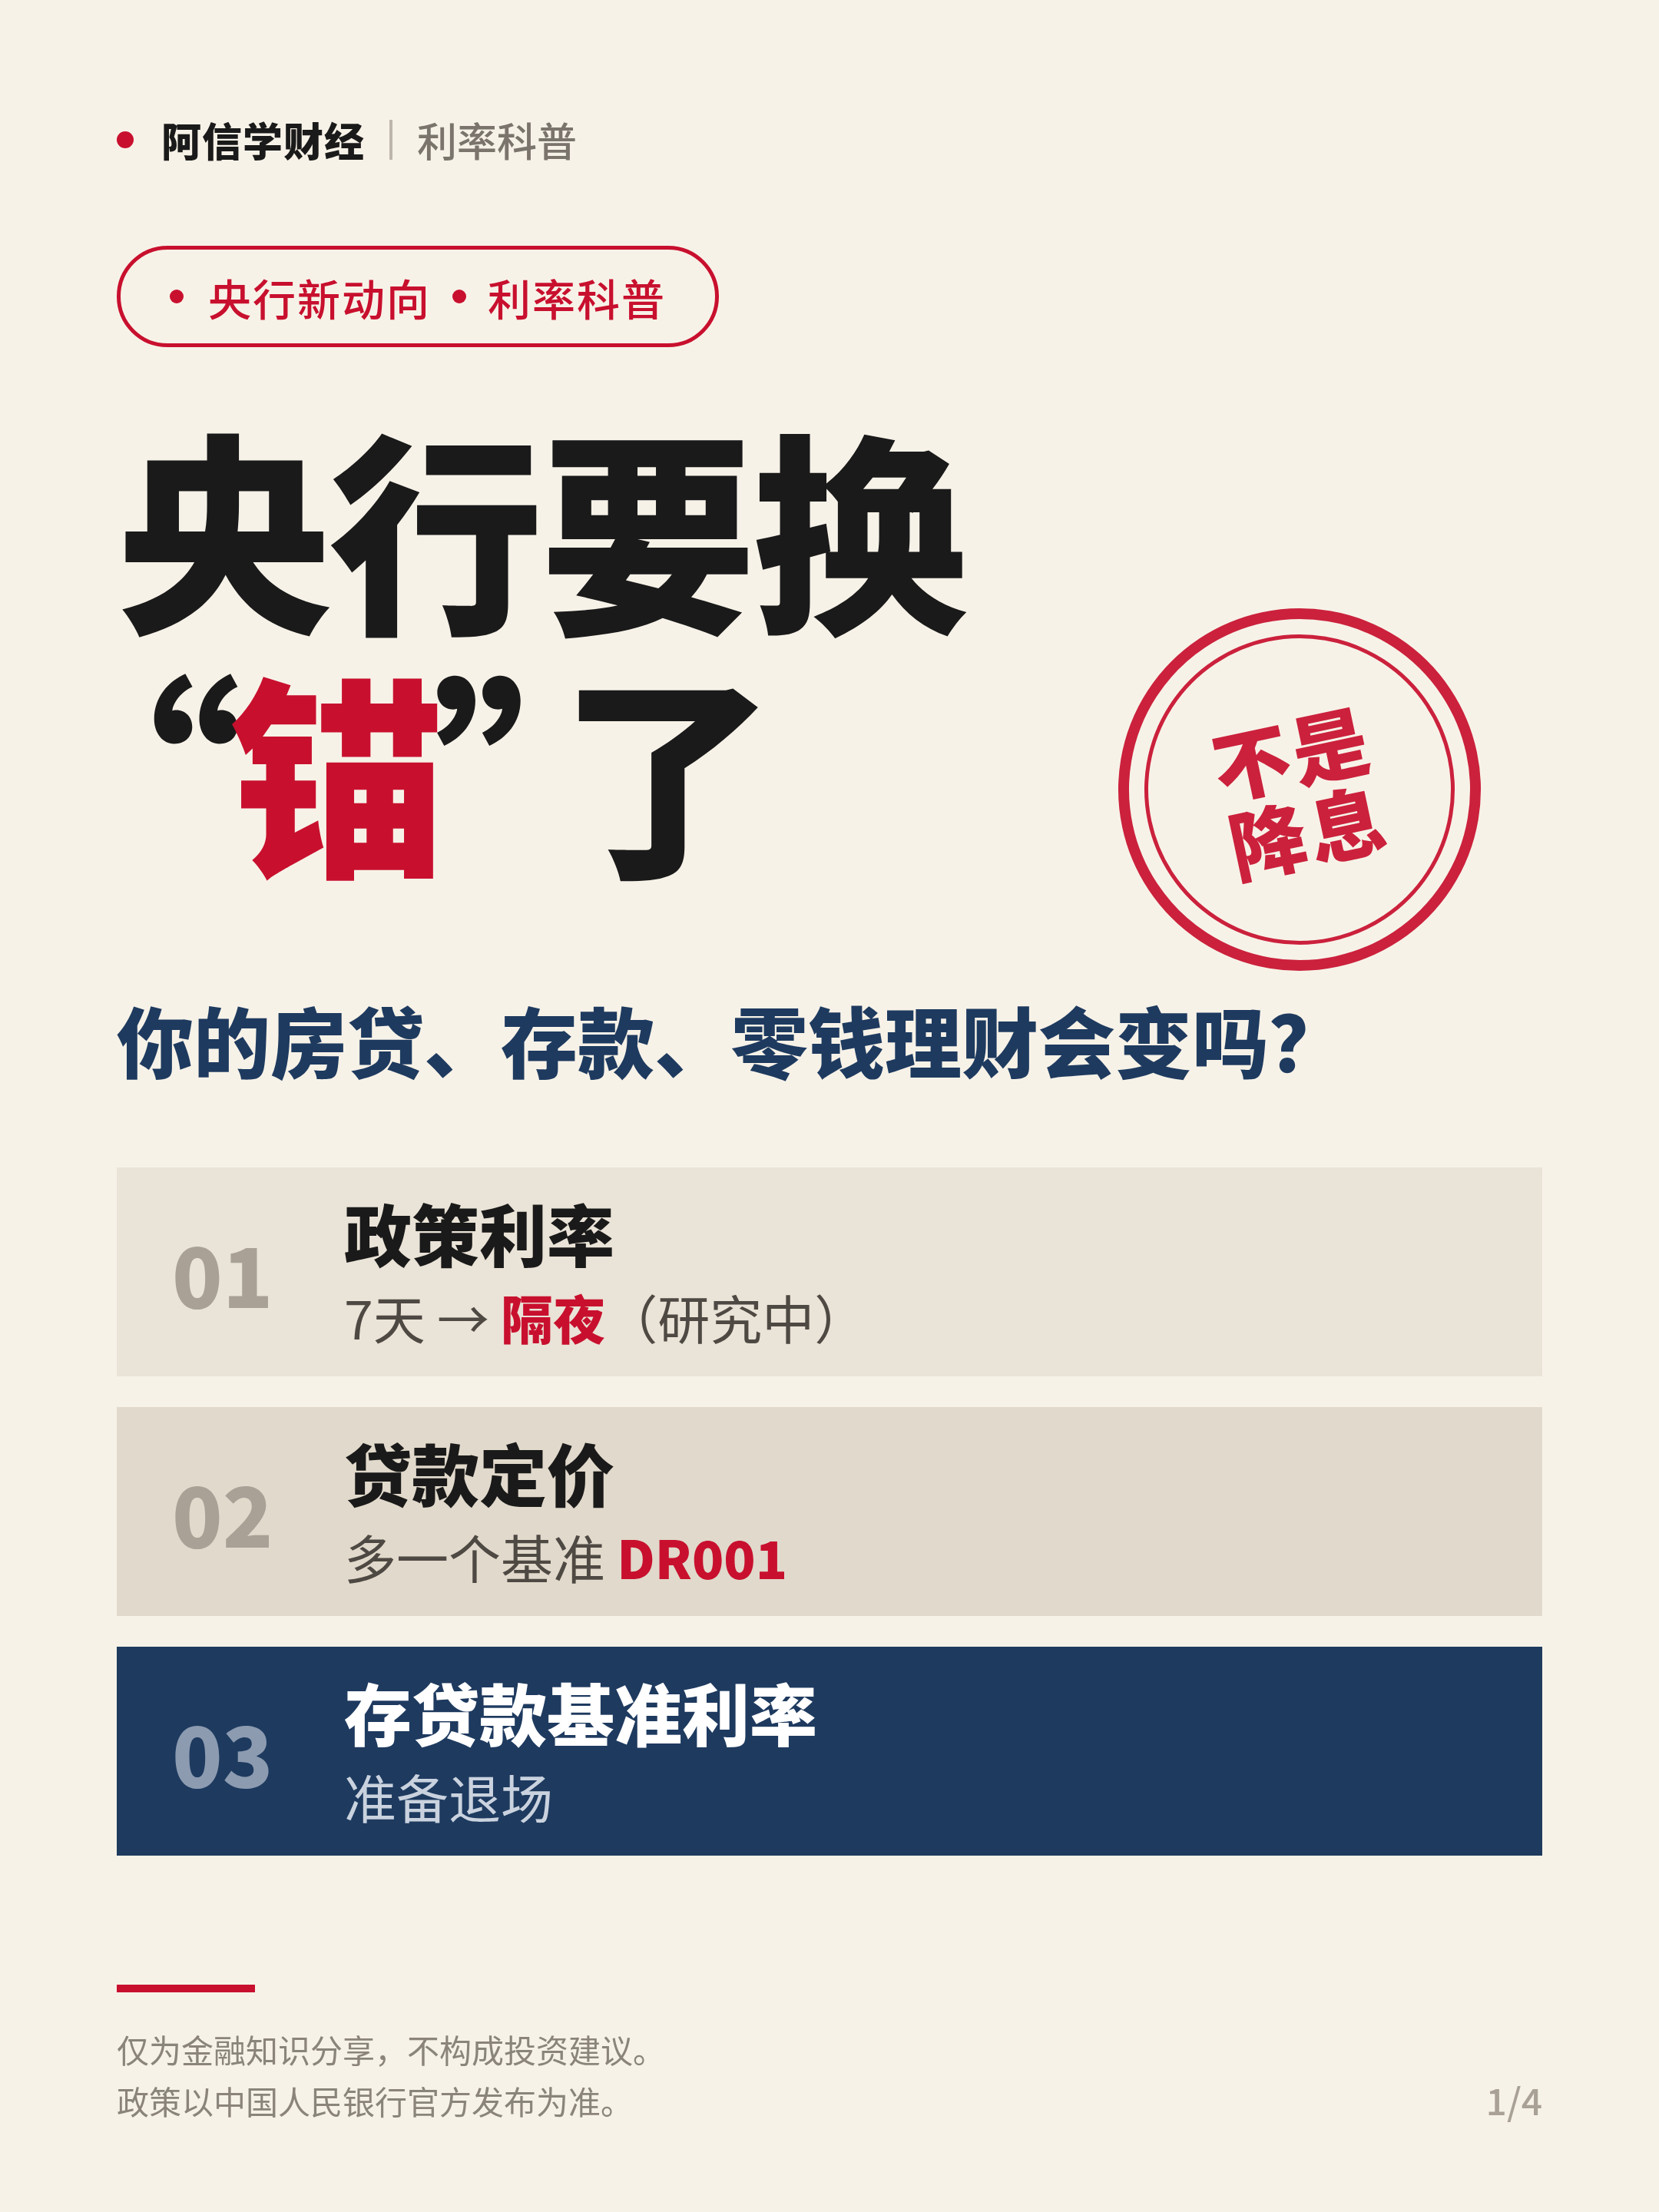 阿信学财经 | 利率科普
• 央行新动向 • 利率科普
央行要换
“锚”了
不是
降息
你的房贷、存款、零钱理财会变吗?
01
政策利率
7天 → 隔夜（研究中）
02
贷款定价
多一个基准 DR001
03
存贷款基准利率
准备退场
仅为金融知识分享，不构成投资建议。
政策以中国人民银行官方发布为准。
1/4